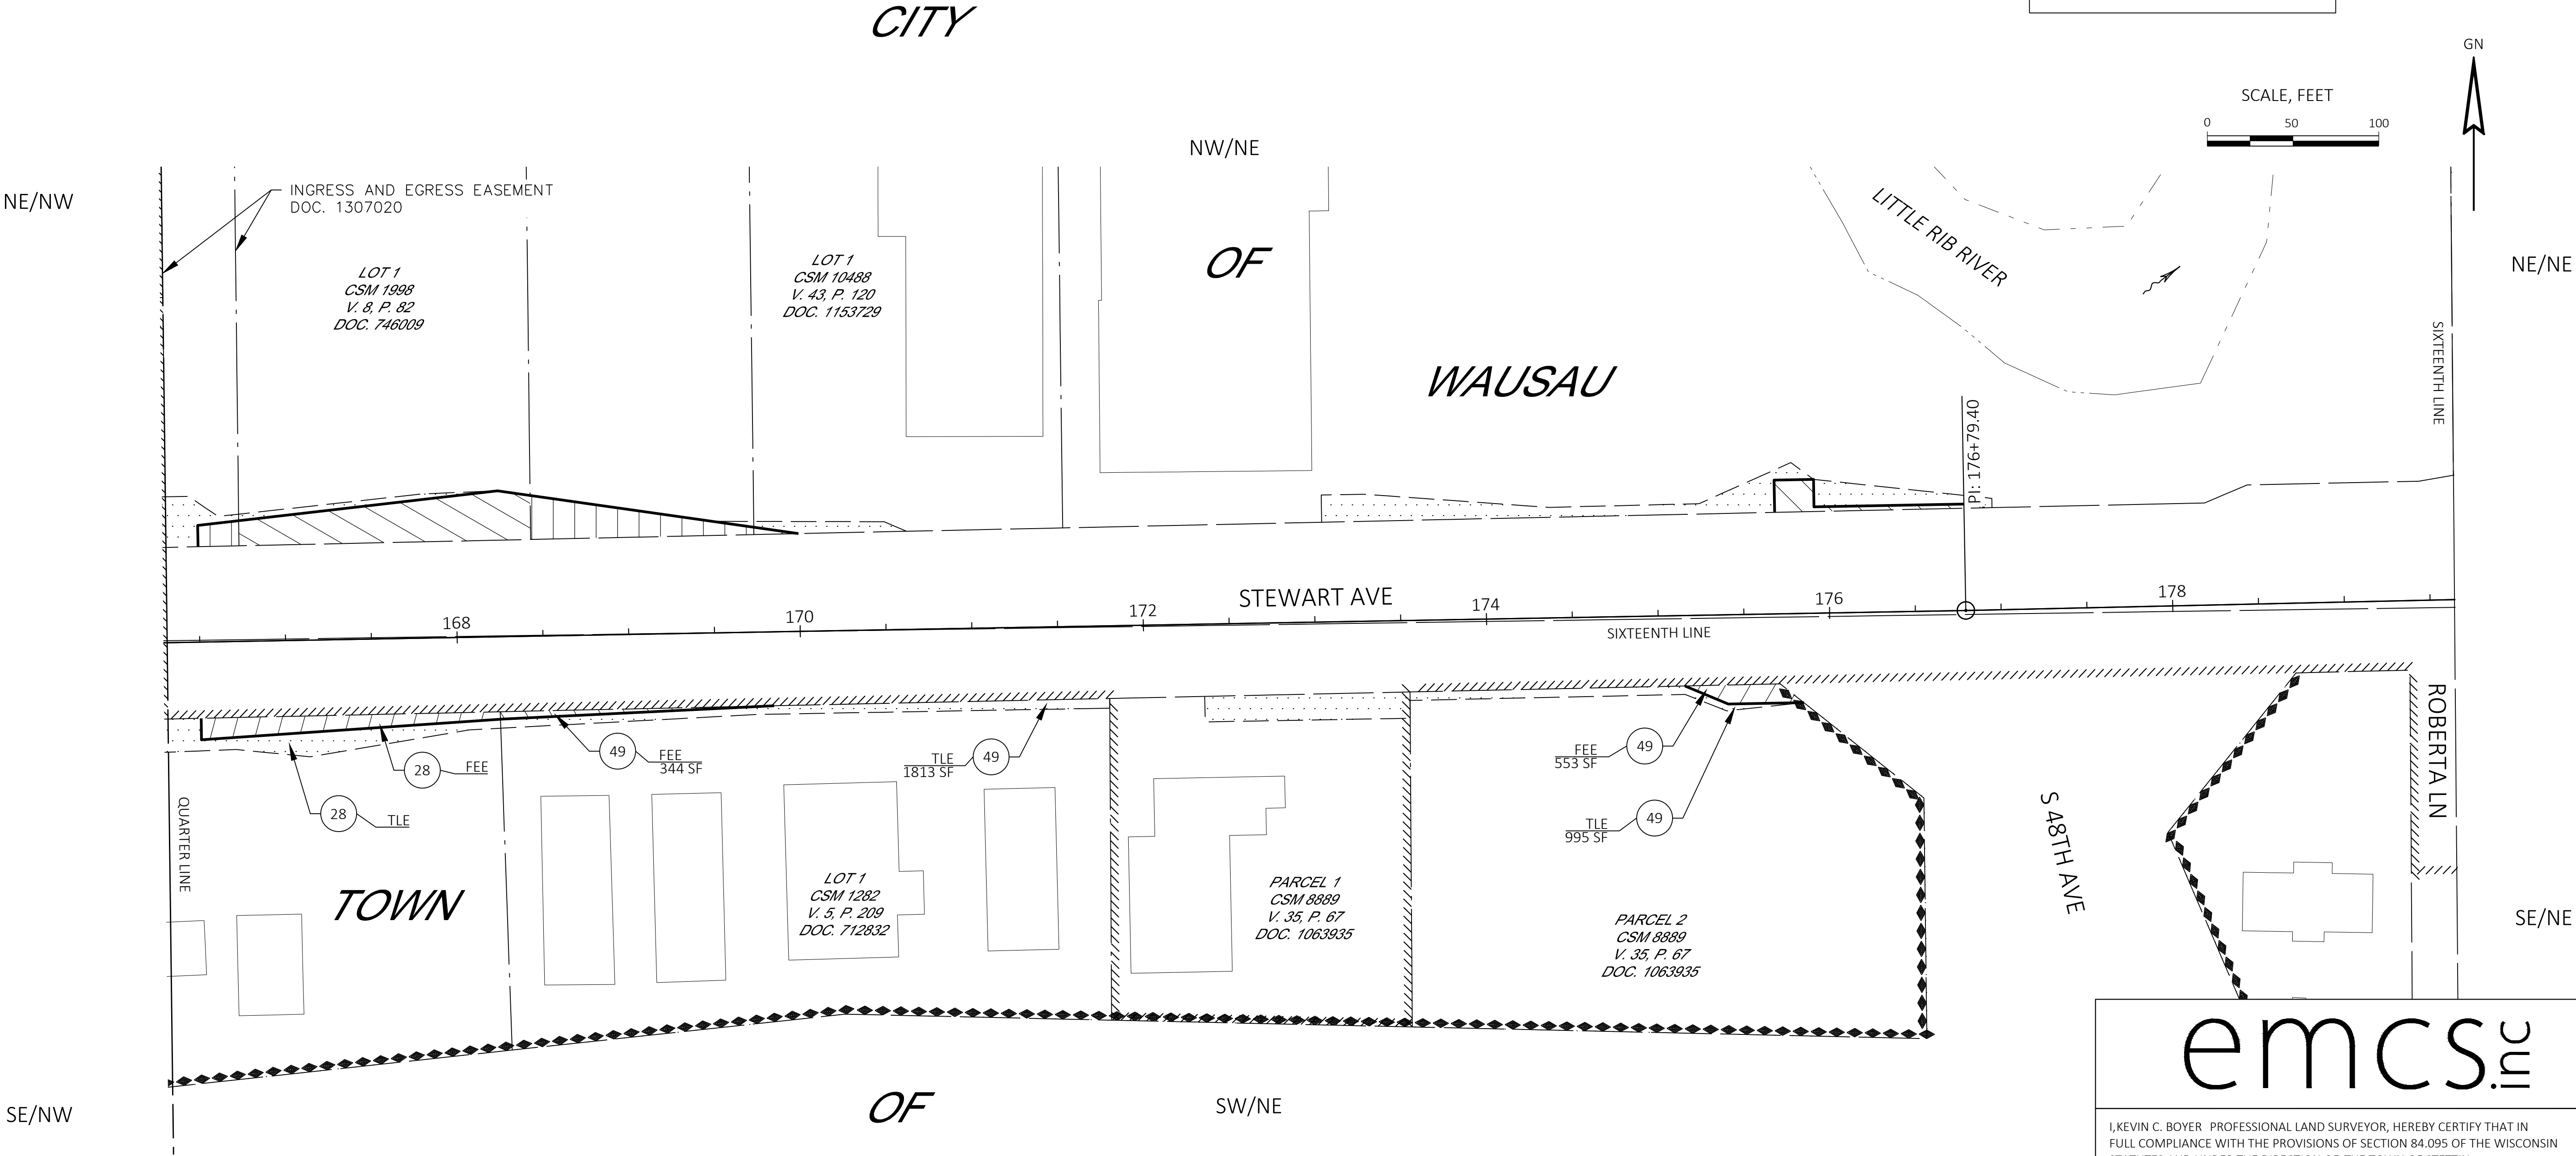 CITY
GN
SCALE, FEET
0 50 100
NW/NE
NE/NW
INGRESS AND EGRESS EASEMENT
DOC. 1307020
LITTLE RIB RIVER
OF
LOT 1
CSM 1998
V. 8, P. 82
DOC. 746009
LOT 1
CSM 10488
V. 43, P. 120
DOC. 1153729
NE/NE
SIXTEENTH LINE
WAUSAU
PI: 176+79.40
STEWART AVE
168
170
172
174
176
178
SIXTEENTH LINE
49
FEE
344 SF
28
FEE
28
TLE
TLE
1813 SF
49
FEE
553 SF
49
TLE
995 SF
49
ROBERTA LN
S 48TH AVE
QUARTER LINE
TOWN
LOT 1
CSM 1282
V. 5, P. 209
DOC. 712832
PARCEL 1
CSM 8889
V. 35, P. 67
DOC. 1063935
PARCEL 2
CSM 8889
V. 35, P. 67
DOC. 1063935
SE/NE
SE/NW
OF
SW/NE
emcs inc
I,KEVIN C. BOYER PROFESSIONAL LAND SURVEYOR, HEREBY CERTIFY THAT IN
FULL COMPLIANCE WITH THE PROVISIONS OF SECTION 84.095 OF THE WISCONSIN